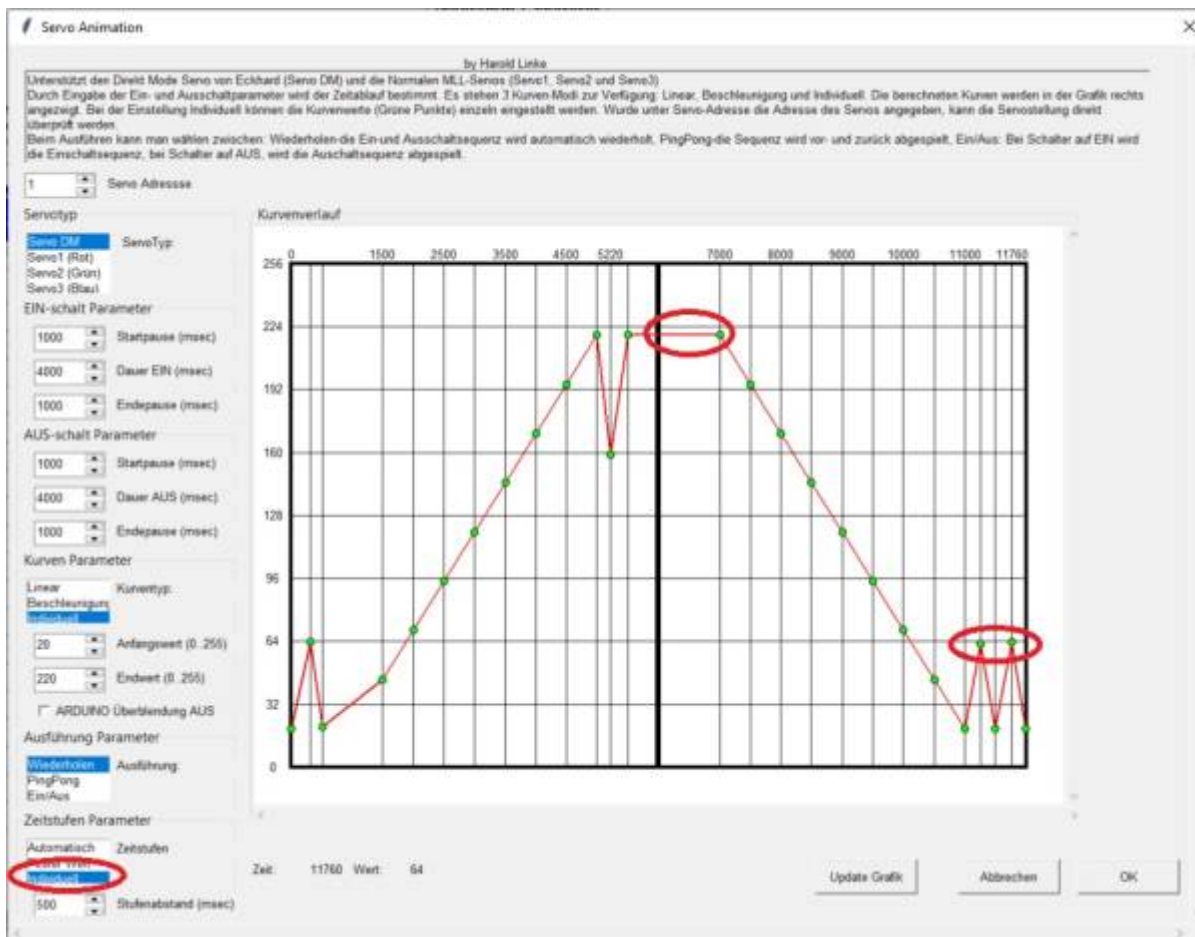 Servo Animation
by Harold Linke
Unterstützt den Direkt Mode Servo von Eckhard (Servo DM) und die Normalen MLL-Servos (Servo1, Servo2 und Servo3)
Durch Eingabe der Ein- und Ausschaltparameter wird der Zeitablauf bestimmt. Es stehen 3 Kurven-Modi zur Verfügung: Linear, Beschleunigung und Individuell. Die berechneten Kurven werden in der Grafik rechts
angezeigt. Bei der Einstellung Individuell können die Kurvenwerte (Grüne Punkte) einzeln eingestellt werden. Wurde unter Servo-Adresse die Adresse des Servos angegeben, kann die Servostellung direkt
überprüft werden.
Beim Ausführen kann man wählen zwischen: Wiederholen-die Ein-und Ausschaltsequenz wird automatisch wiederholt, PingPong-die Sequenz wird vor- und zurück abgespielt, Ein/Aus: Bei Schalter auf EIN wird
die Einschaltsequenz, bei Schalter auf AUS, wird die Auschaltsequenz abgespielt.
1 Servo Adressse
Servotyp
Servo DM ServoTyp:
Servo1 (Rot)
Servo2 (Grün)
Servo3 (Blau)
EIN-schalt Parameter
1000 Startpause (msec)
4000 Dauer EIN (msec)
1000 Endepause (msec)
AUS-schalt Parameter
1000 Startpause (msec)
4000 Dauer AUS (msec)
1000 Endepause (msec)
Kurven Parameter
Linear Kurventyp:
Beschleunigung
Individuell
20 Anfangswert (0..255)
220 Endwert (0..255)
ARDUINO Überblendung AUS
Ausführung Parameter
Wiederholen Ausführung:
PingPong
Ein/Aus
Zeitstufen Parameter
Automatisch Zeitstufen
Individuell
500 Stufenabstand (msec)
Kurvenverlauf
0 1500 2500 3500 4500 5220 7000 8000 9000 10000 11000 11760
256
224
192
160
128
96
64
32
0
Zeit: 11760 Wert: 64
Update Grafik
Abbrechen
OK